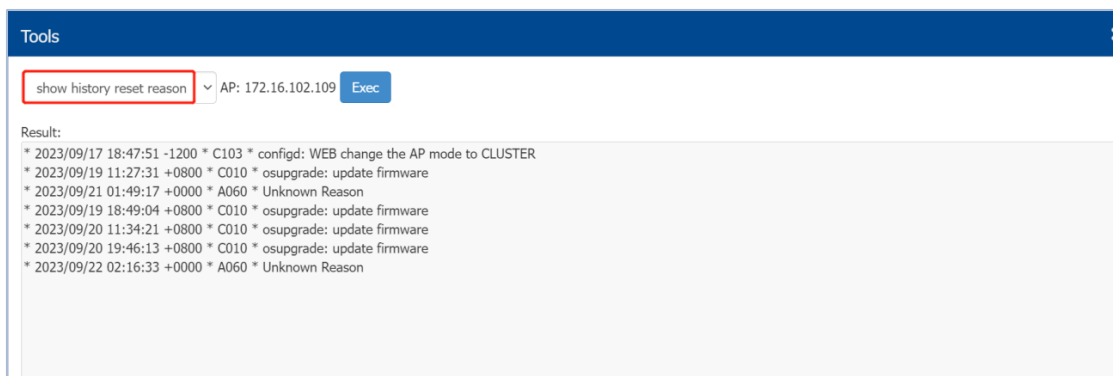 Tools
show history reset reason AP: 172.16.102.109 Exec
Result:
* 2023/09/17 18:47:51 -1200 * C103 * configd: WEB change the AP mode to CLUSTER
* 2023/09/19 11:27:31 +0800 * C010 * osupgrade: update firmware
* 2023/09/21 01:49:17 +0000 * A060 * Unknown Reason
* 2023/09/19 18:49:04 +0800 * C010 * osupgrade: update firmware
* 2023/09/20 11:34:21 +0800 * C010 * osupgrade: update firmware
* 2023/09/20 19:46:13 +0800 * C010 * osupgrade: update firmware
* 2023/09/22 02:16:33 +0000 * A060 * Unknown Reason